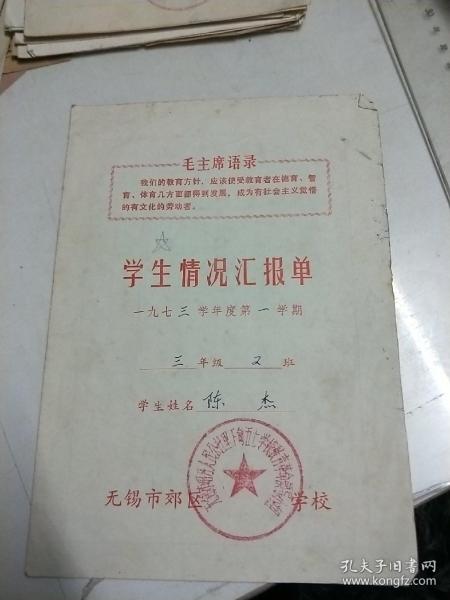 毛主席语录
我们的教育方针，应该使受教育者在德育、智
育、体育几方面都得到发展，成为有社会主义觉悟
的有文化的劳动者。
学生情况汇报单
一九七三学年度第一学期
三年级 2 班
学生姓名 陈 杰
无锡市郊区 学校
孔夫子旧书网
www.kongfz.com